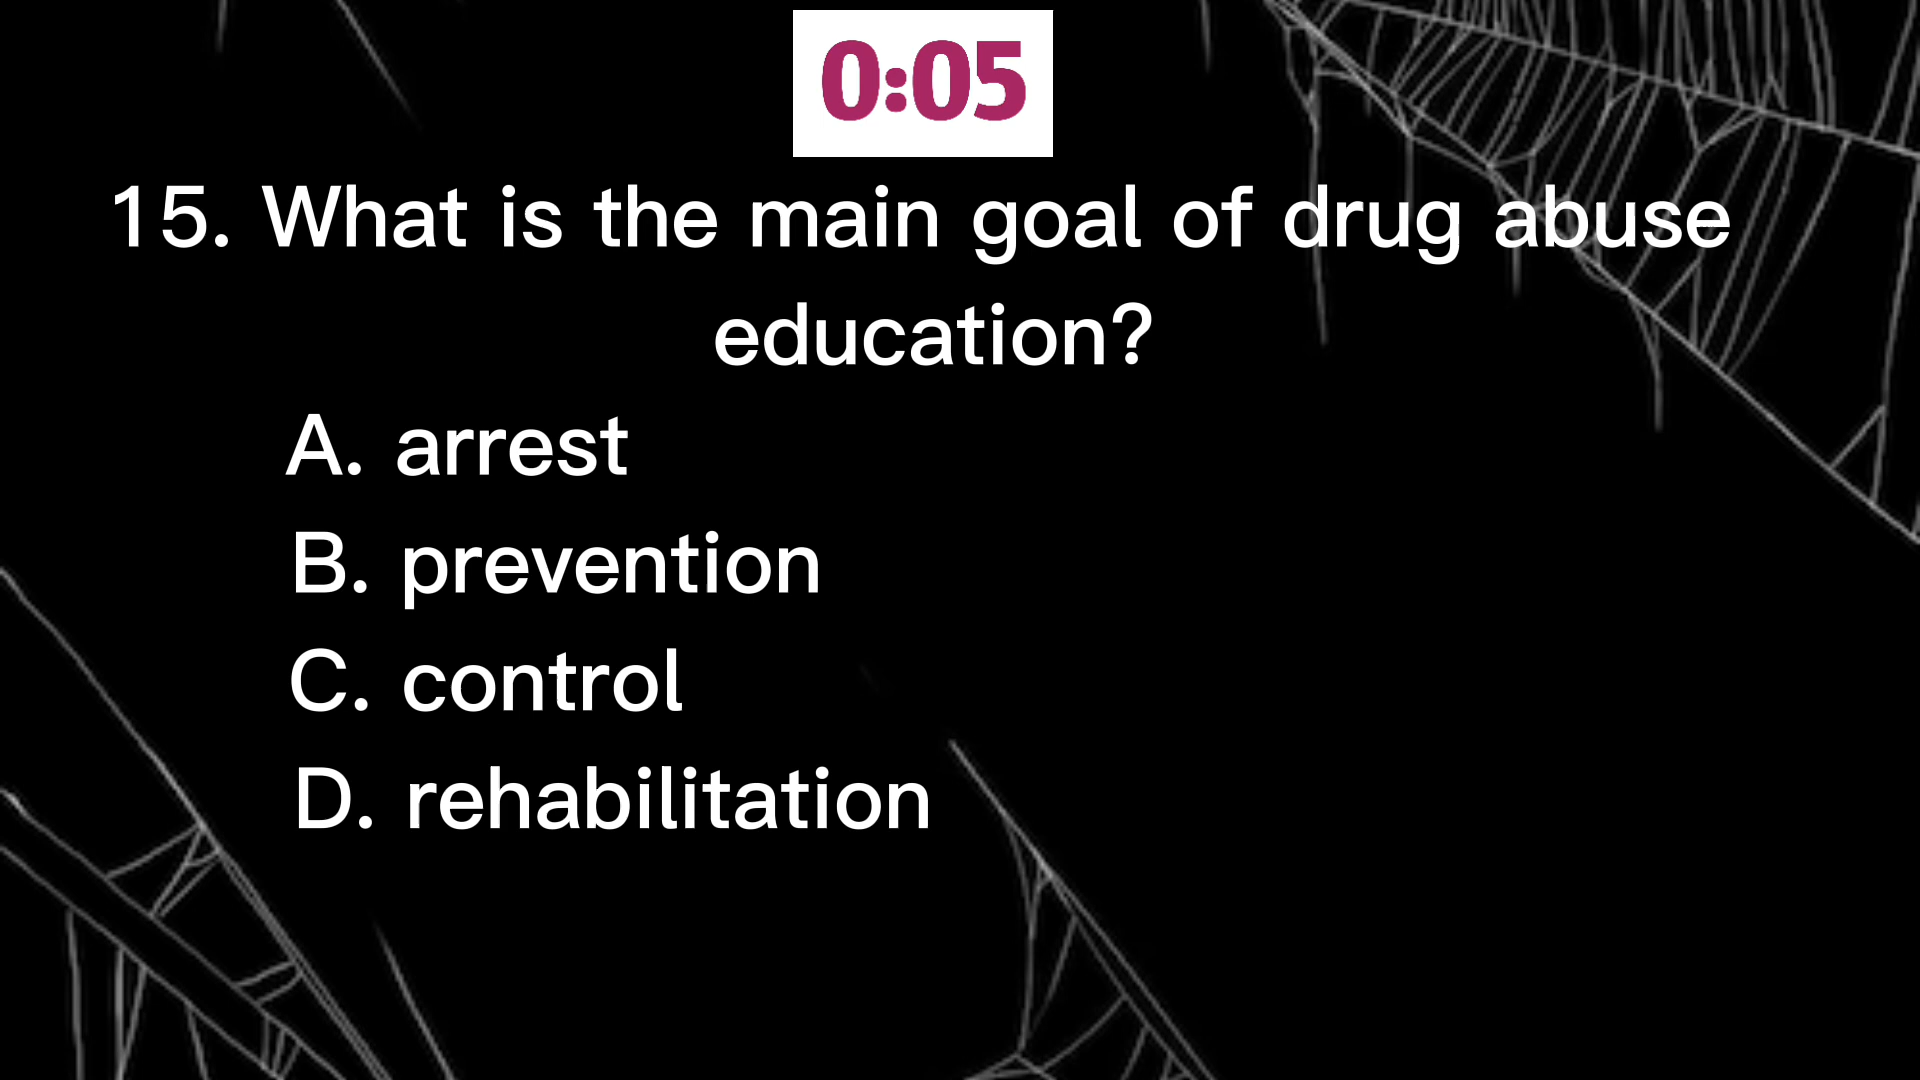 0:05
15. What is the main goal of drug abuse
education?
A. arrest
B. prevention
C. control
D. rehabilitation